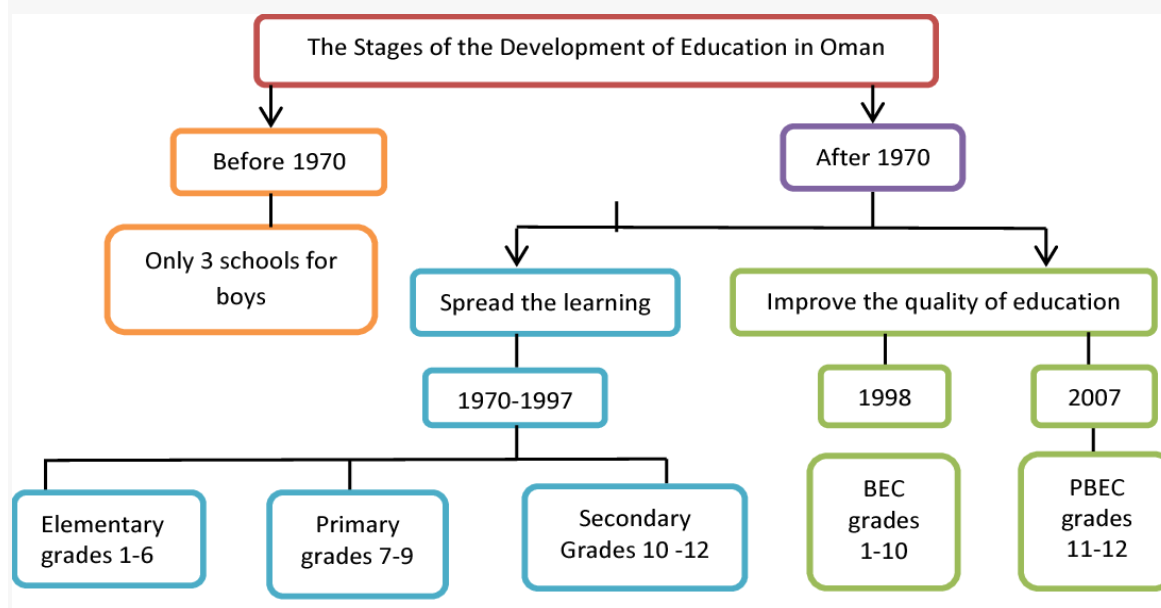 The Stages of the Development of Education in Oman
Before 1970
After 1970
Only 3 schools for
boys
Spread the learning
Improve the quality of education
1970-1997
1998
2007
Elementary
grades 1-6
Primary
grades 7-9
Secondary
Grades 10 -12
BEC
grades
1-10
PBEC
grades
11-12